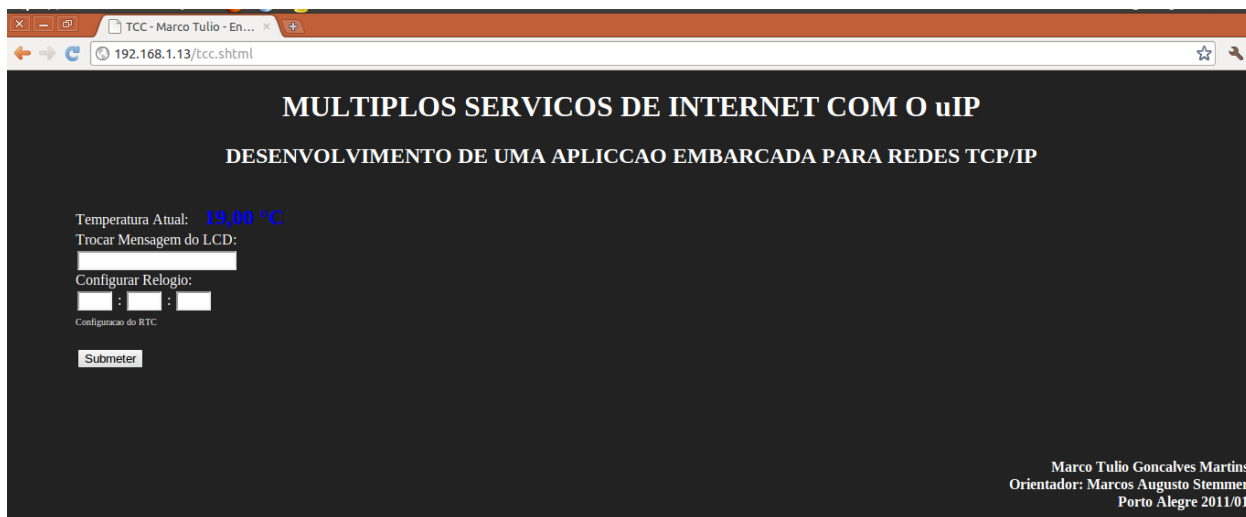 TCC - Marco Tulio - En...
192.168.1.13/tcc.shtml
MULTIPLOS SERVICOS DE INTERNET COM O uIP
DESENVOLVIMENTO DE UMA APLICCAO EMBARCADA PARA REDES TCP/IP
Temperatura Atual: 19,00 °C
Trocar Mensagem do LCD:
Configurar Relogio:
: :
Configuracao do RTC
Submeter
Marco Tulio Goncalves Martins
Orientador: Marcos Augusto Stemmer
Porto Alegre 2011/01